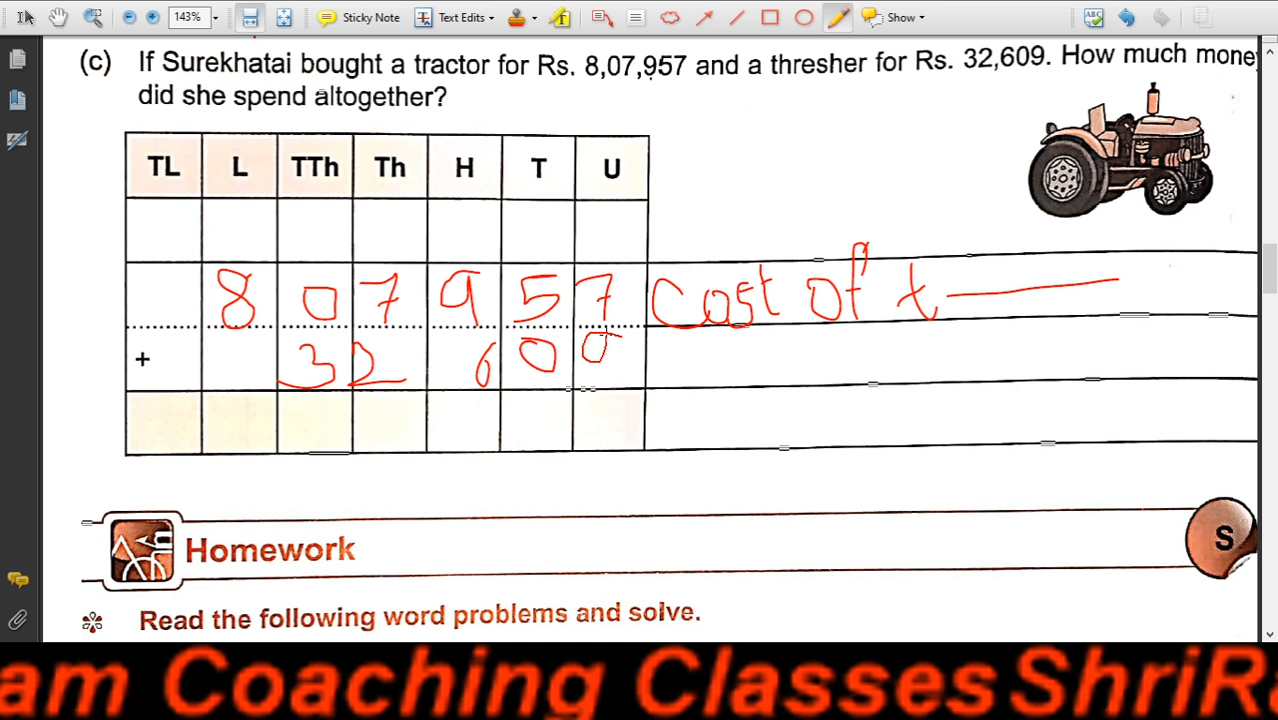 143% Sticky Note Text Edits Show
(c) If Surekhatai bought a tractor for Rs. 8,07,957 and a thresher for Rs. 32,609. How much mone
did she spend altogether?
TL L TTh Th H T U
8 0 7 9 5 7 Cost of t
+ 3 2 6 0 0
Homework
S
Read the following word problems and solve.
am Coaching Classes ShriRa